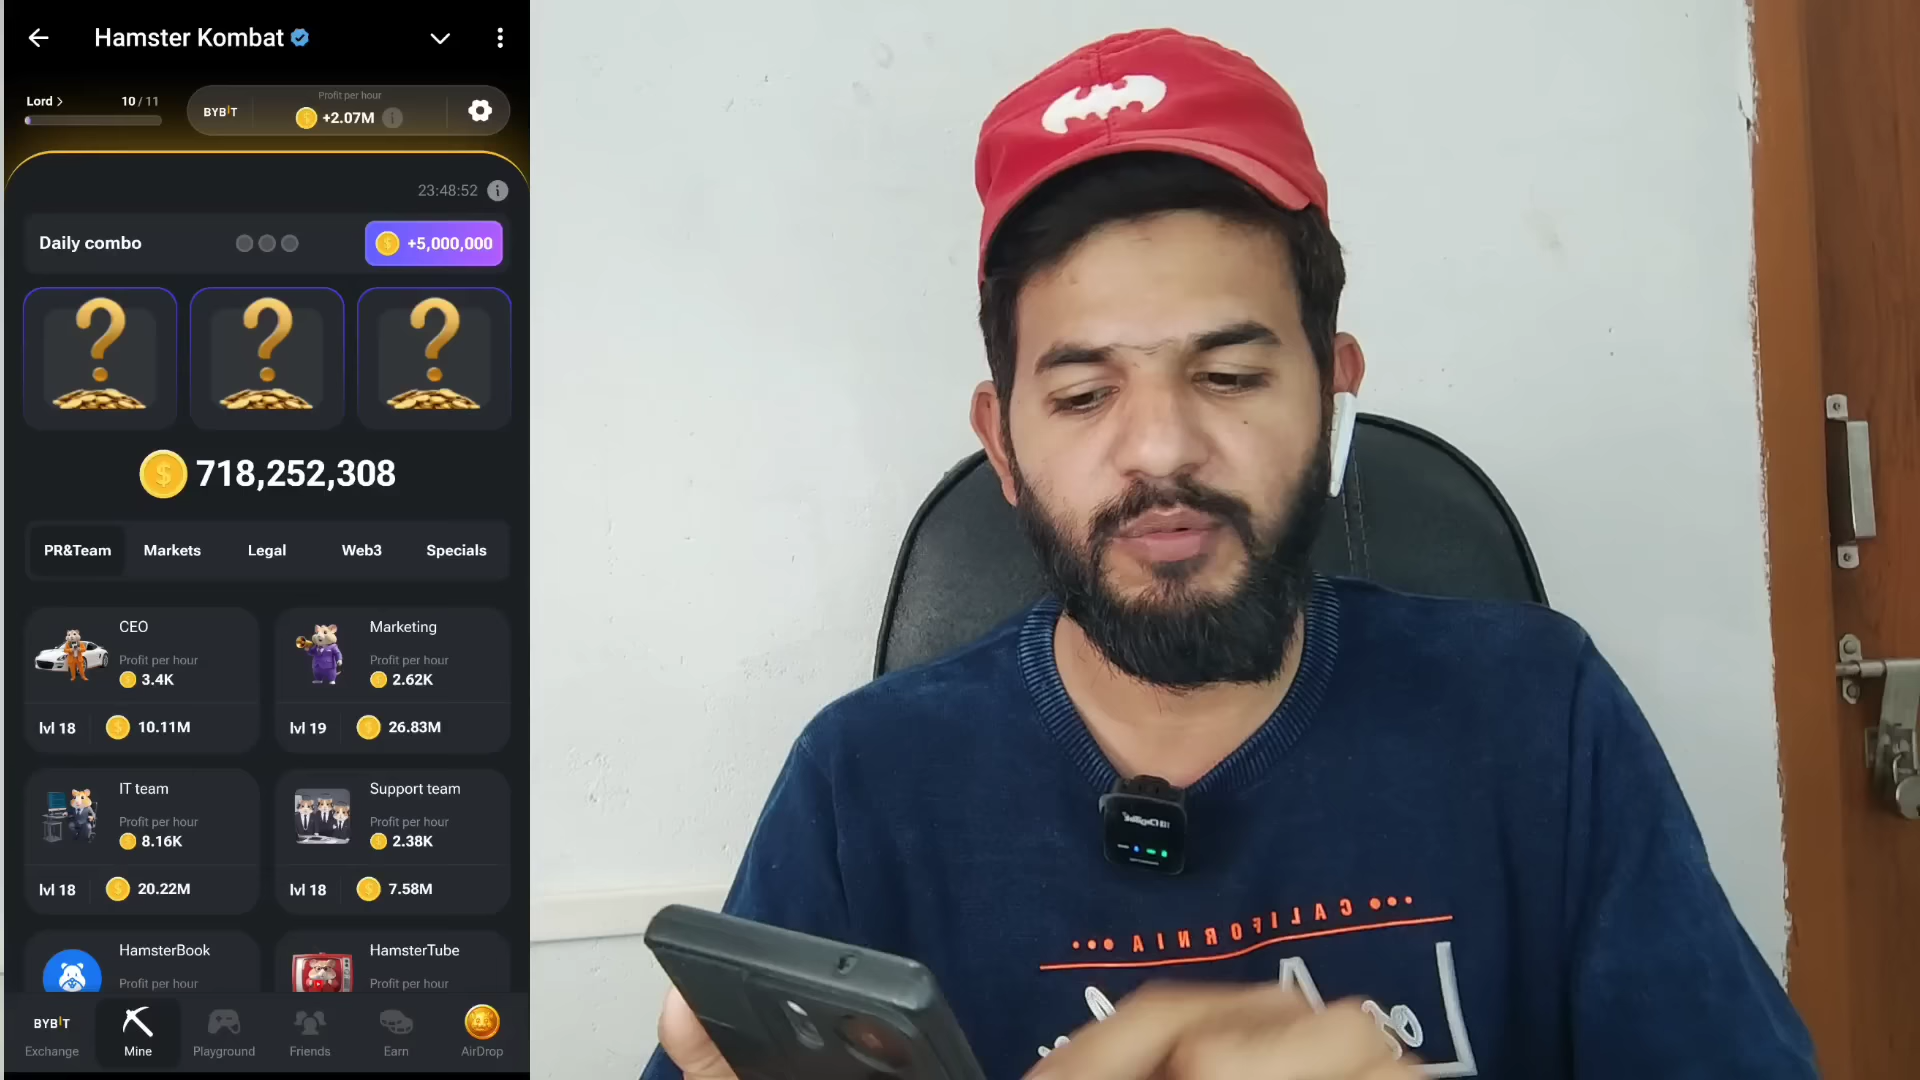 Hamster Kombat
Lord > 10 / 11
BYBIT
Profit per hour
+2.07M
23:48:52
Daily combo
+5,000,000
718,252,308
PR&Team Markets Legal Web3 Specials
CEO
Profit per hour
3.4K
lvl 18 10.11M
Marketing
Profit per hour
2.62K
lvl 19 26.83M
IT team
Profit per hour
8.16K
lvl 18 20.22M
Support team
Profit per hour
2.38K
lvl 18 7.58M
HamsterBook
Profit per hour
HamsterTube
Profit per hour
BYBIT
Exchange Mine Playground Friends Earn AirDrop
CALIFORNIA